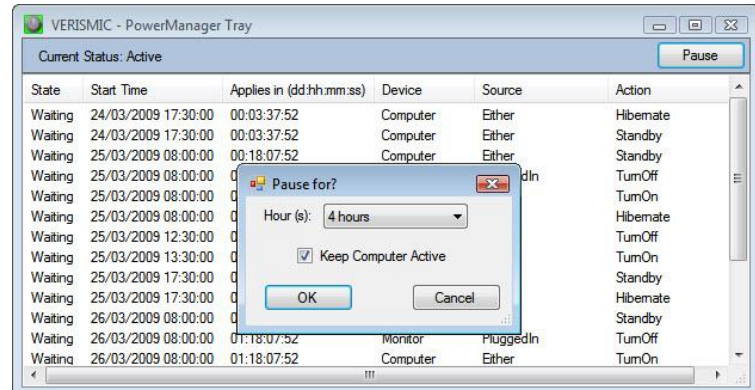 VERISMIC - PowerManager Tray
Current Status: Active Pause
State Start Time Applies in (dd:hh:mm:ss) Device Source Action
Waiting 24/03/2009 17:30:00 00:03:37:52 Computer Either Hibernate
Waiting 24/03/2009 17:30:00 00:03:37:52 Computer Either Standby
Waiting 25/03/2009 08:00:00 00:18:07:52 Computer Either Standby
Waiting 25/03/2009 08:00:00 TurnOff
Waiting 25/03/2009 08:00:00 TurnOn
Waiting 25/03/2009 08:00:00 Hibernate
Waiting 25/03/2009 12:30:00 TurnOff
Waiting 25/03/2009 13:30:00 TurnOn
Waiting 25/03/2009 17:30:00 Standby
Waiting 25/03/2009 17:30:00 Hibernate
Waiting 26/03/2009 08:00:00 Standby
Waiting 26/03/2009 08:00:00 01:18:07:52 Monitor PluggedIn TurnOff
Waiting 26/03/2009 08:00:00 01:18:07:52 Computer Either TurnOn
Pause for?
Hour (s): 4 hours
Keep Computer Active
OK Cancel